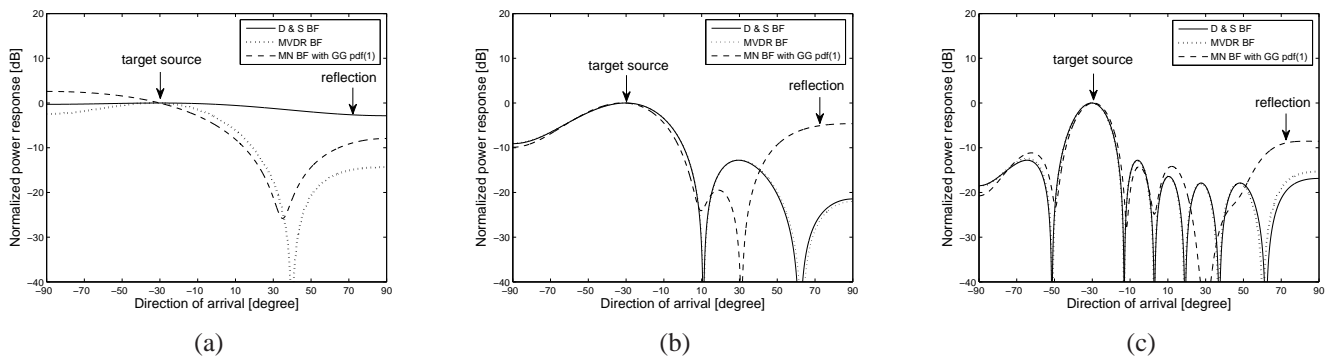 20
10
0
−10
−20
−30
−40
−90
−70
−50
−30
−10
10
30
50
70
90
Normalized power response [dB]
Direction of arrival [degree]
D & S BF
MVDR BF
MN BF with GG pdf(1)
target source
reflection
(a)
20
10
0
−10
−20
−30
−40
−90
−70
−50
−30
−10
10
30
50
70
90
Normalized power response [dB]
Direction of arrival [degree]
D & S BF
MVDR BF
MN BF with GG pdf(1)
target source
reflection
(b)
20
10
0
−10
−20
−30
−40
−90
−70
−50
−30
−10
10
30
50
70
90
Normalized power response [dB]
Direction of arrival [degree]
D & S BF
MVDR BF
MN BF with GG pdf(1)
target source
reflection
(c)